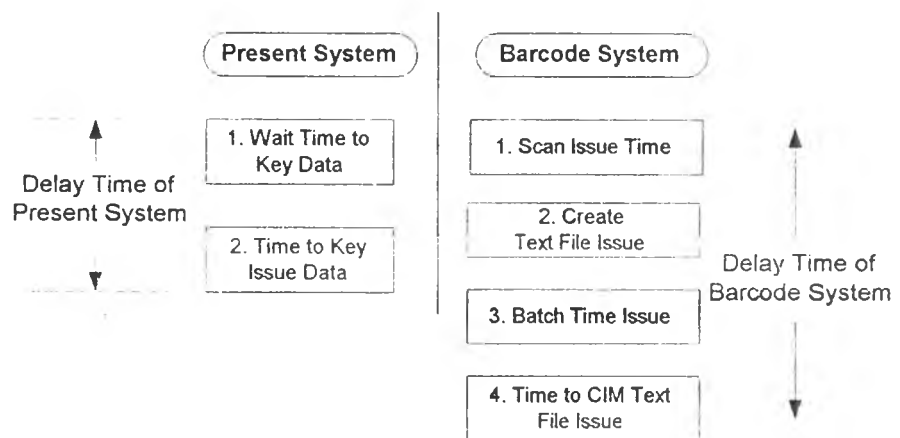 Present System
Barcode System
Delay Time of
Present System
1. Wait Time to
Key Data
2. Time to Key
Issue Data
1. Scan Issue Time
2. Create
Text File Issue
3. Batch Time Issue
4. Time to CIM Text
File Issue
Delay Time of
Barcode System